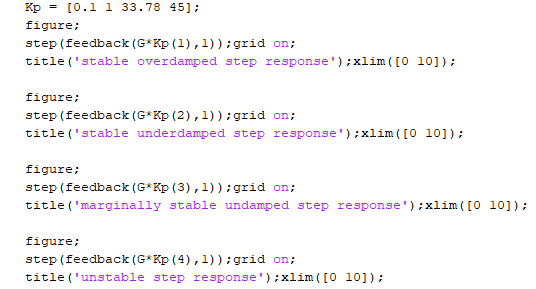 Kp = [0.1 1 33.78 45];
figure;
step(feedback(G*Kp(1),1));grid on;
title('stable overdamped step response');xlim([0 10]);
figure;
step(feedback(G*Kp(2),1));grid on;
title('stable underdamped step response');xlim([0 10]);
figure;
step(feedback(G*Kp(3),1));grid on;
title('marginally stable undamped step response');xlim([0 10]);
figure;
step(feedback(G*Kp(4),1));grid on;
title('unstable step response');xlim([0 10]);